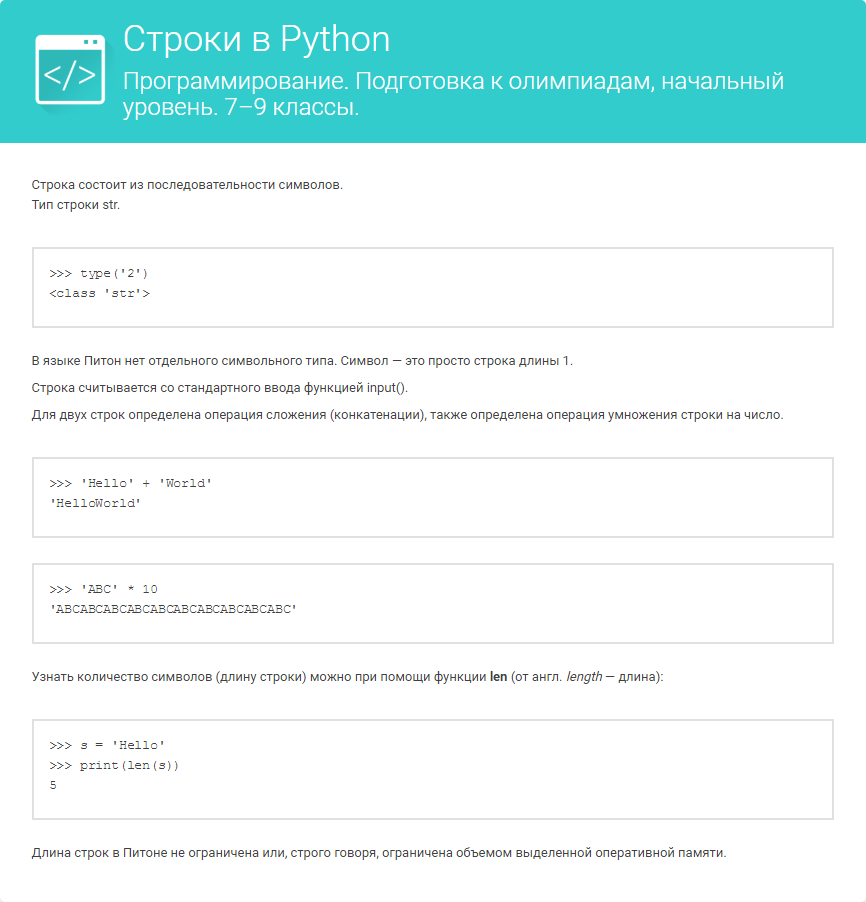 </>
Строки в Python
Программирование. Подготовка к олимпиадам, начальный
уровень. 7–9 классы.
Строка состоит из последовательности символов.
Тип строки str.
>>> type('2')
<class 'str'>
В языке Питон нет отдельного символьного типа. Символ — это просто строка длины 1.
Строка считывается со стандартного ввода функцией input().
Для двух строк определена операция сложения (конкатенации), также определена операция умножения строки на число.
>>> 'Hello' + 'World'
'HelloWorld'
>>> 'ABC' * 10
'ABCABCABCABCABCABCABCABCABCABC'
Узнать количество символов (длину строки) можно при помощи функции len (от англ. length — длина):
>>> s = 'Hello'
>>> print(len(s))
5
Длина строк в Питоне не ограничена или, строго говоря, ограничена объемом выделенной оперативной памяти.